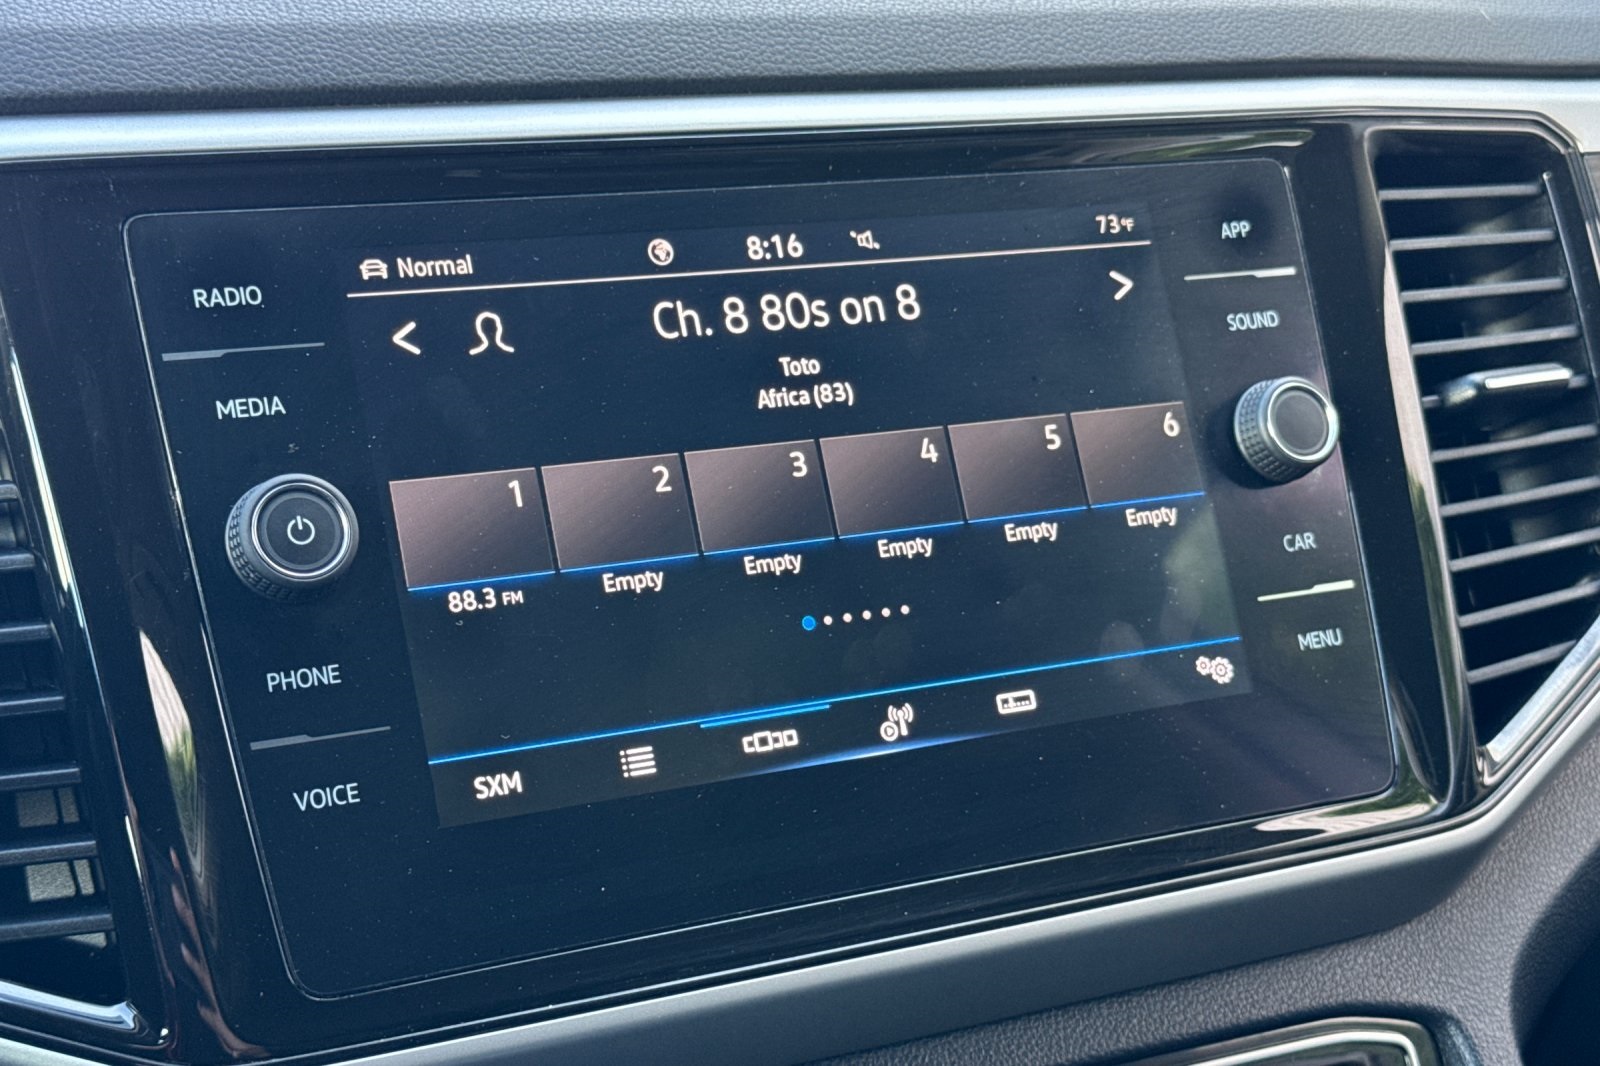 Normal
8:16
73°F
Ch. 8 80s on 8
Toto
Africa (83)
1
2
3
4
5
6
88.3 FM
Empty
Empty
Empty
Empty
Empty
SXM
RADIO
MEDIA
PHONE
VOICE
APP
SOUND
CAR
MENU